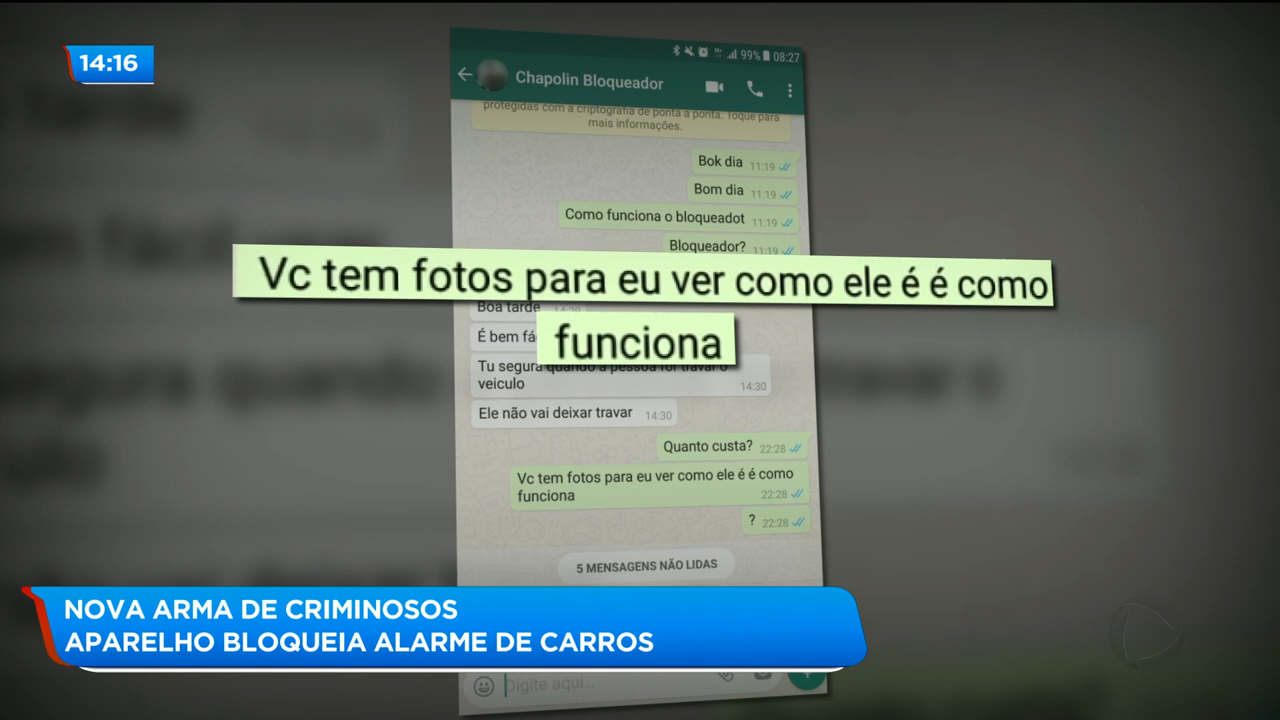 14:16
99% 08:27
Chapolin Bloqueador
protegidas com a criptografia de ponta a ponta. Toque para
mais informações.
Bok dia 11:19
Bom dia 11:19
Como funciona o bloqueadot 11:19
Bloqueador? 11:19
Vc tem fotos para eu ver como ele é é como
funciona
Boa tarde
É bem
Tu segura quando a pessoa for travar o
veiculo 14:30
Ele não vai deixar travar 14:30
Quanto custa? 22:28
Vc tem fotos para eu ver como ele é é como
funciona 22:28
? 22:28
5 MENSAGENS NÃO LIDAS
NOVA ARMA DE CRIMINOSOS
APARELHO BLOQUEIA ALARME DE CARROS
Digite aqui...